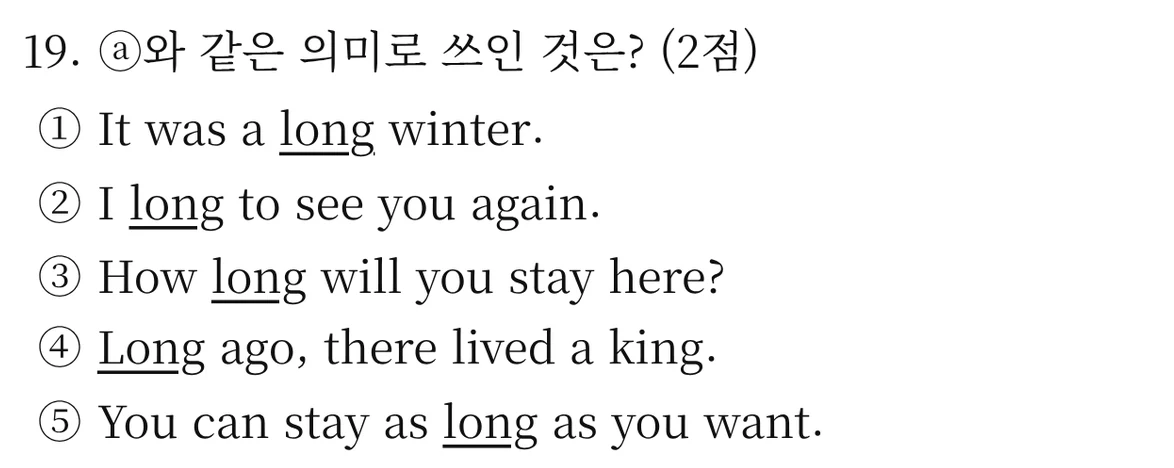 19. ⓐ와 같은 의미로 쓰인 것은? (2점)
① It was a long winter.
② I long to see you again.
③ How long will you stay here?
④ Long ago, there lived a king.
⑤ You can stay as long as you want.